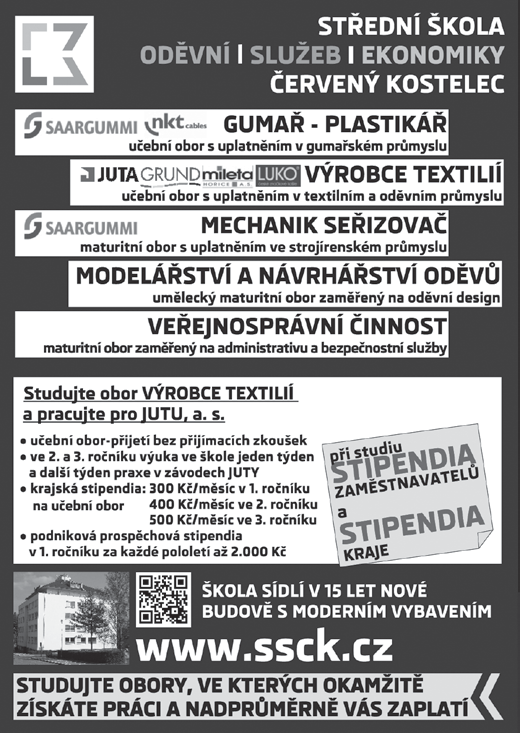 STŘEDNÍ ŠKOLA
ODĚVNÍ | SLUŽEB | EKONOMIKY
ČERVENÝ KOSTELEC
SAARGUMMI nkt cables GUMAŘ - PLASTIKÁŘ
učební obor s uplatněním v gumařském průmyslu
JUTA GRUND mileta HOŘICE A.S. LUKO VÝROBCE TEXTILIÍ
učební obor s uplatněním v textilním a oděvním průmyslu
SAARGUMMI MECHANIK SEŘIZOVAČ
maturitní obor s uplatněním ve strojírenském průmyslu
MODELÁŘSTVÍ A NÁVRHÁŘSTVÍ ODĚVŮ
umělecký maturitní obor zaměřený na oděvní design
VEŘEJNOSPRÁVNÍ ČINNOST
maturitní obor zaměřený na administrativu a bezpečnostní služby
Studujte obor VÝROBCE TEXTILIÍ
a pracujte pro JUTU, a. s.
• učební obor-přijetí bez přijímacích zkoušek
• ve 2. a 3. ročníku výuka ve škole jeden týden
a další týden praxe v závodech JUTY
• krajská stipendia: 300 Kč/měsíc v 1. ročníku
na učební obor 400 Kč/měsíc ve 2. ročníku
500 Kč/měsíc ve 3. ročníku
• podniková prospěchová stipendia
v 1. ročníku za každé pololetí až 2.000 Kč
při studiu
STIPENDIA
ZAMĚSTNAVATELŮ
a
STIPENDIA
KRAJE
ŠKOLA SÍDLÍ V 15 LET NOVÉ
BUDOVĚ S MODERNÍM VYBAVENÍM
www.ssck.cz
STUDUJTE OBORY, VE KTERÝCH OKAMŽITĚ
ZÍSKÁTE PRÁCI A NADPRŮMĚRNĚ VÁS ZAPLATÍ